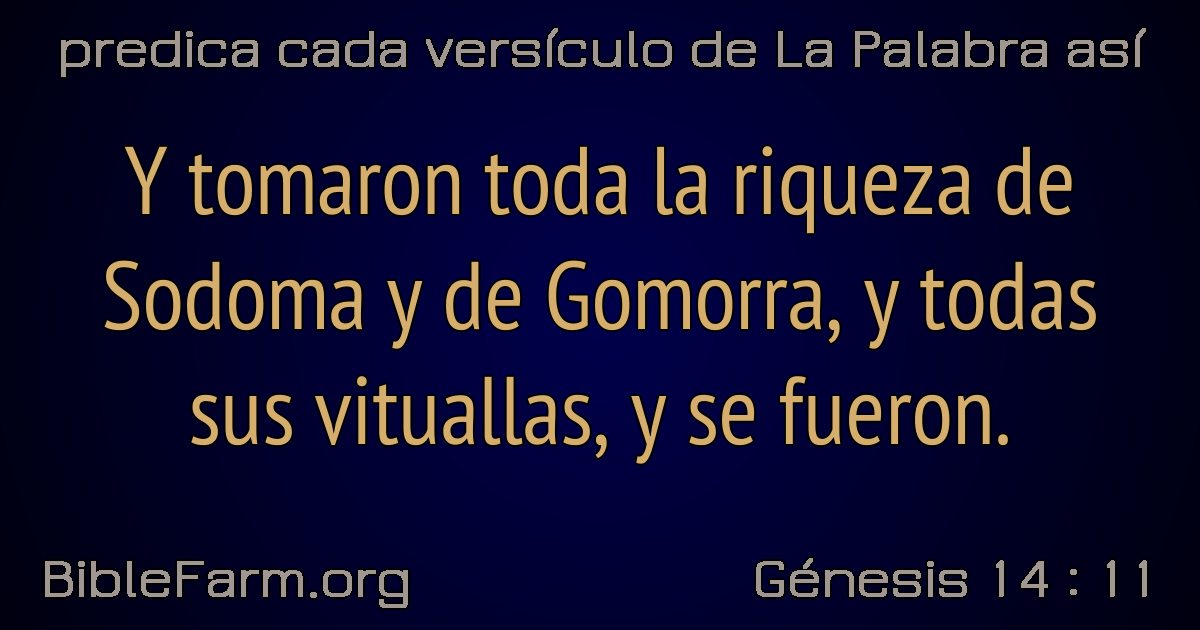 predica cada versículo de La Palabra así
Y tomaron toda la riqueza de
Sodoma y de Gomorra, y todas
sus vituallas, y se fueron.
BibleFarm.org
Génesis 14 : 11